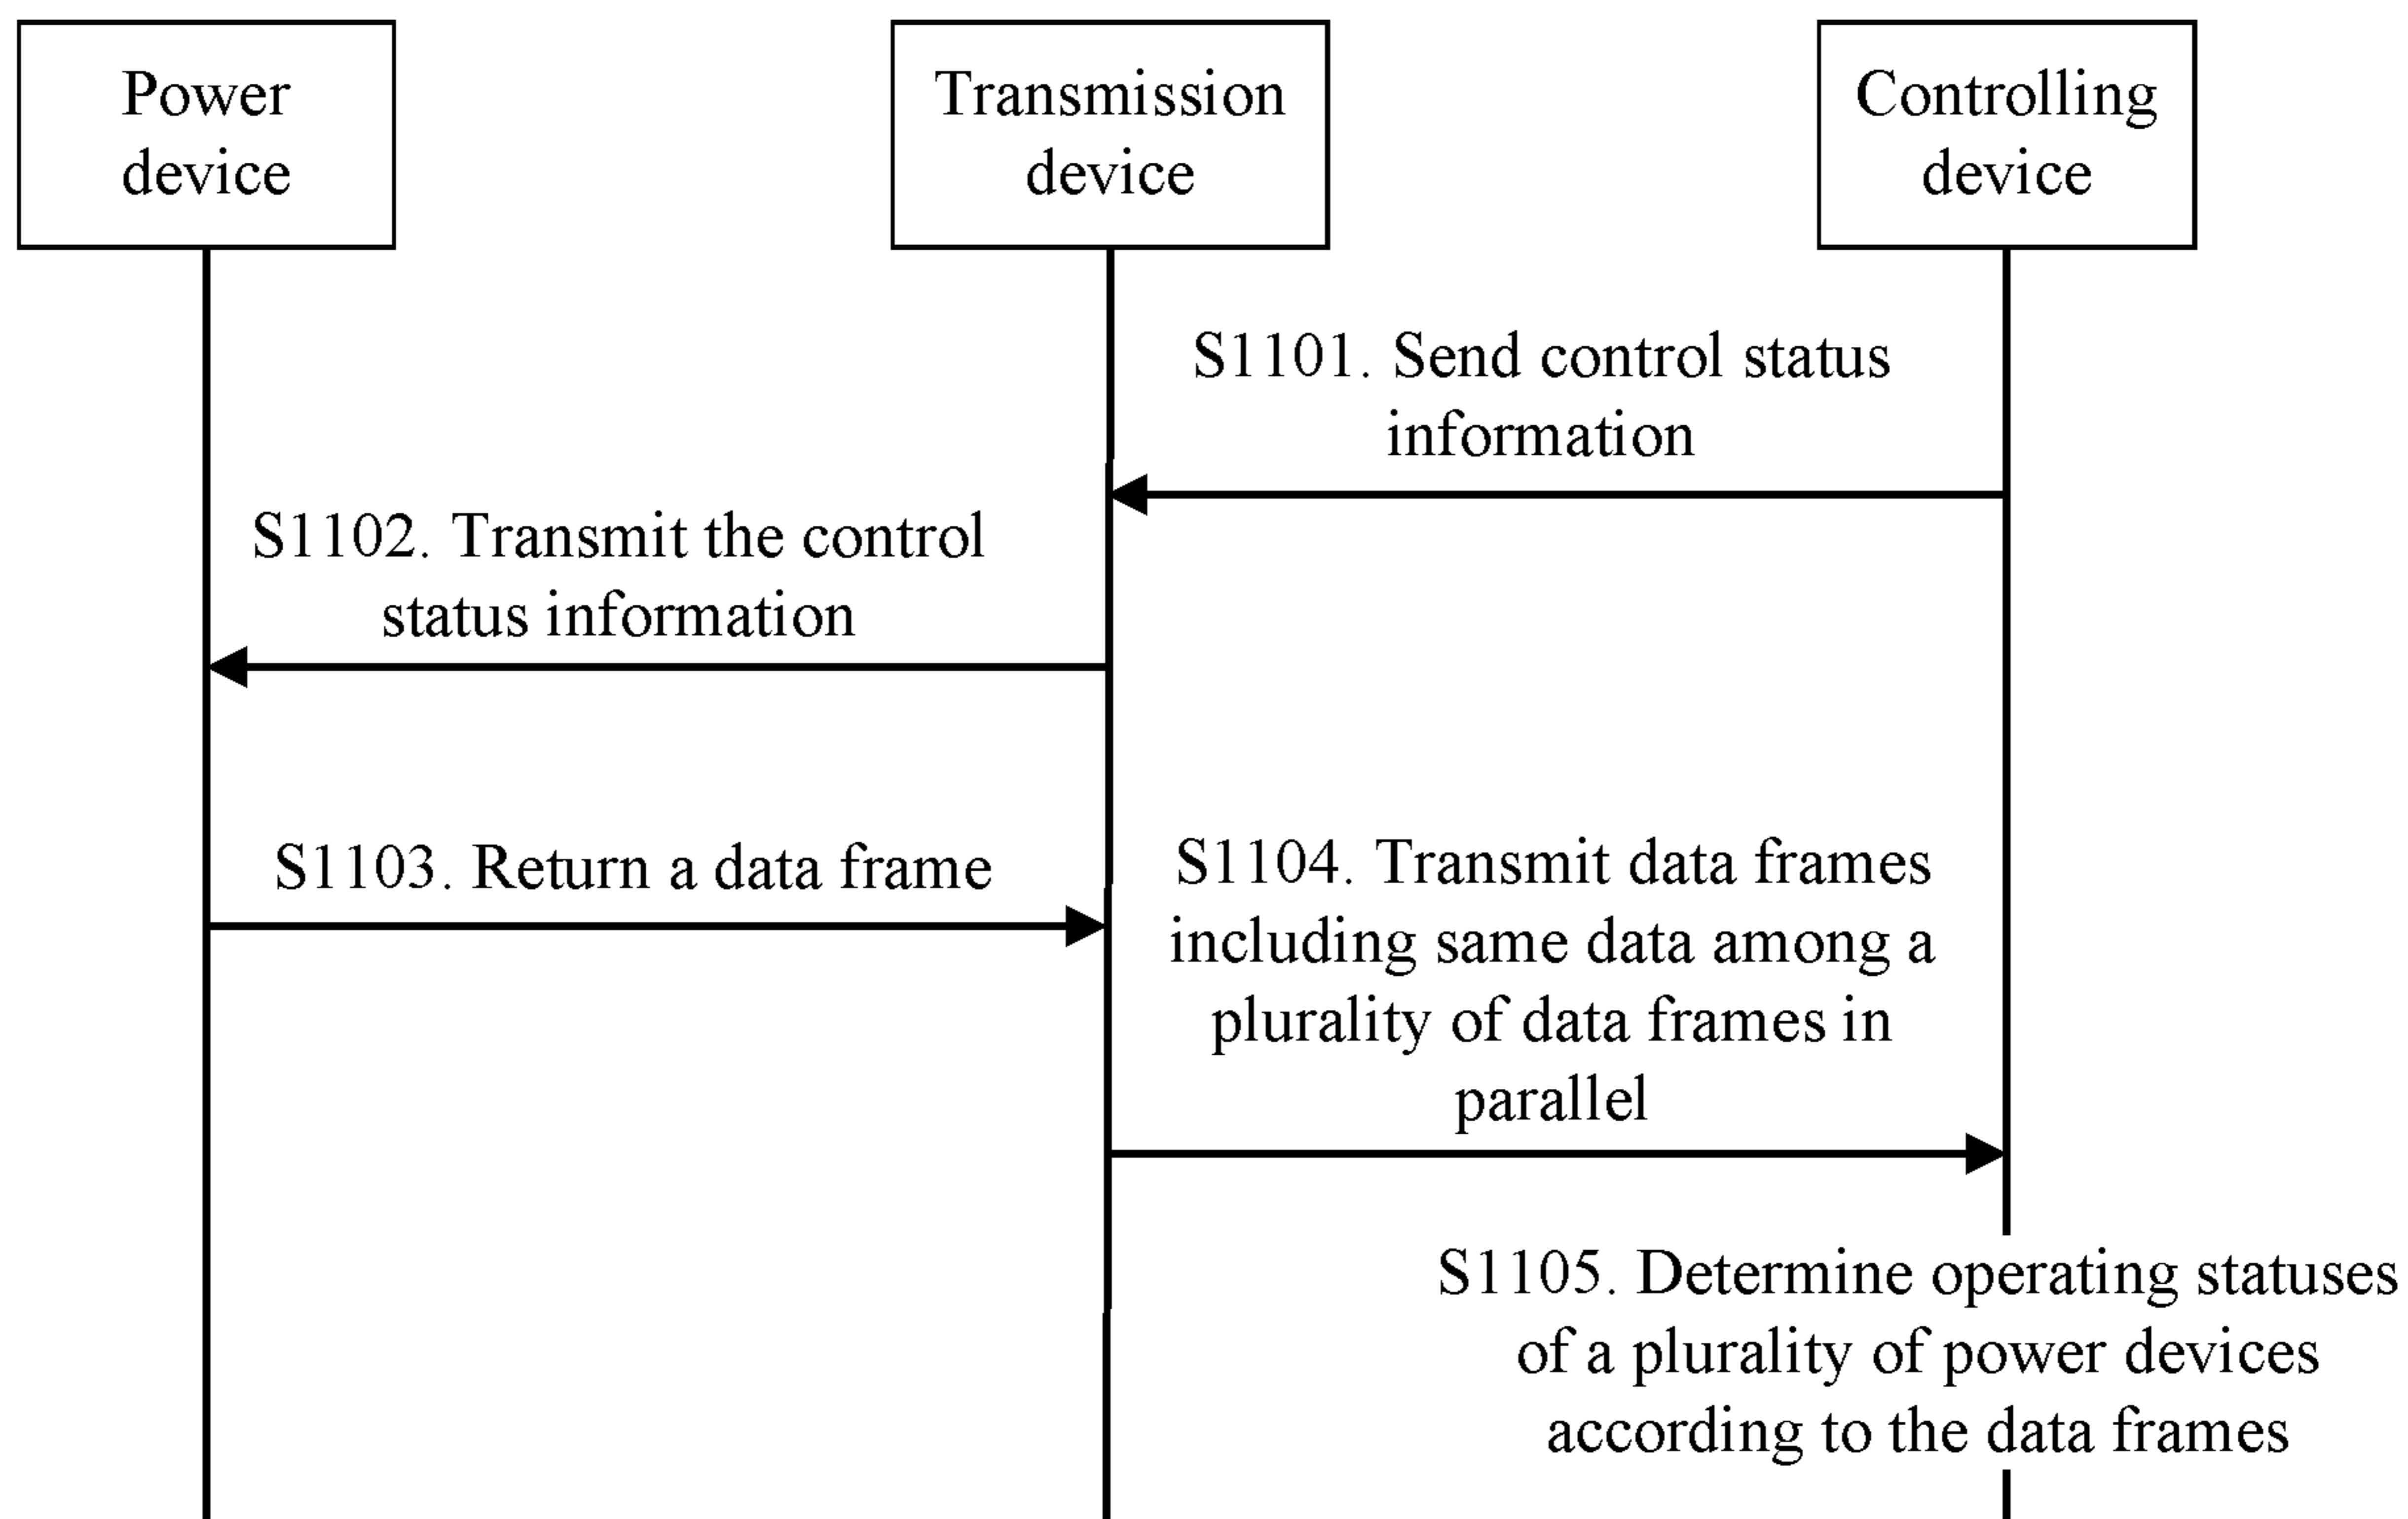 Power
device
Transmission
device
Controlling
device
S1101. Send control status
information
S1102. Transmit the control
status information
S1103. Return a data frame
S1104. Transmit data frames
including same data among a
plurality of data frames in
parallel
S1105. Determine operating statuses
of a plurality of power devices
according to the data frames